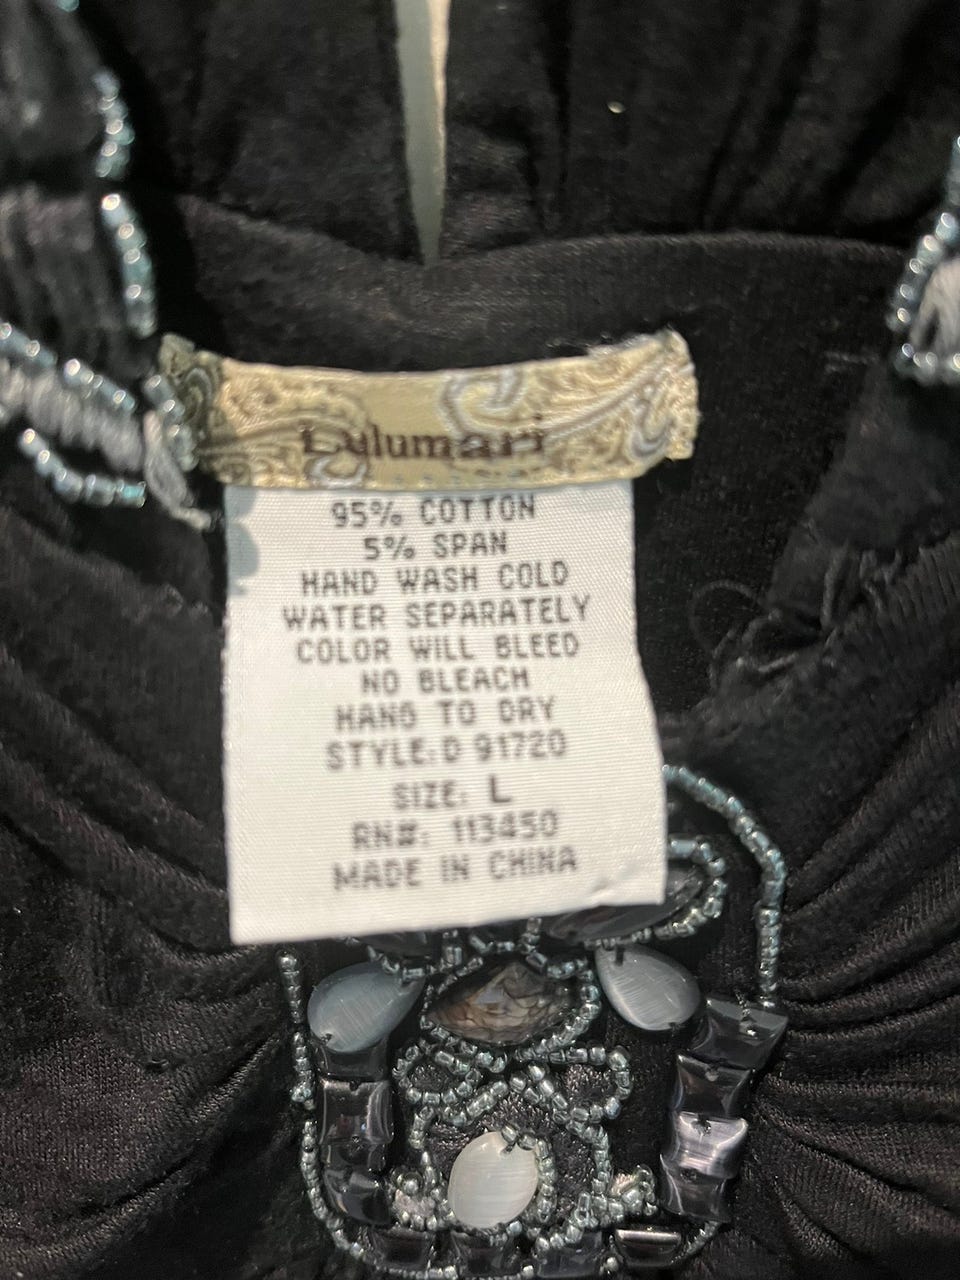 Lulumari
95% COTTON
5% SPAN
HAND WASH COLD
WATER SEPARATELY
COLOR WILL BLEED
NO BLEACH
HANG TO DRY
STYLE:D 91720
SIZE: L
RN#: 113450
MADE IN CHINA